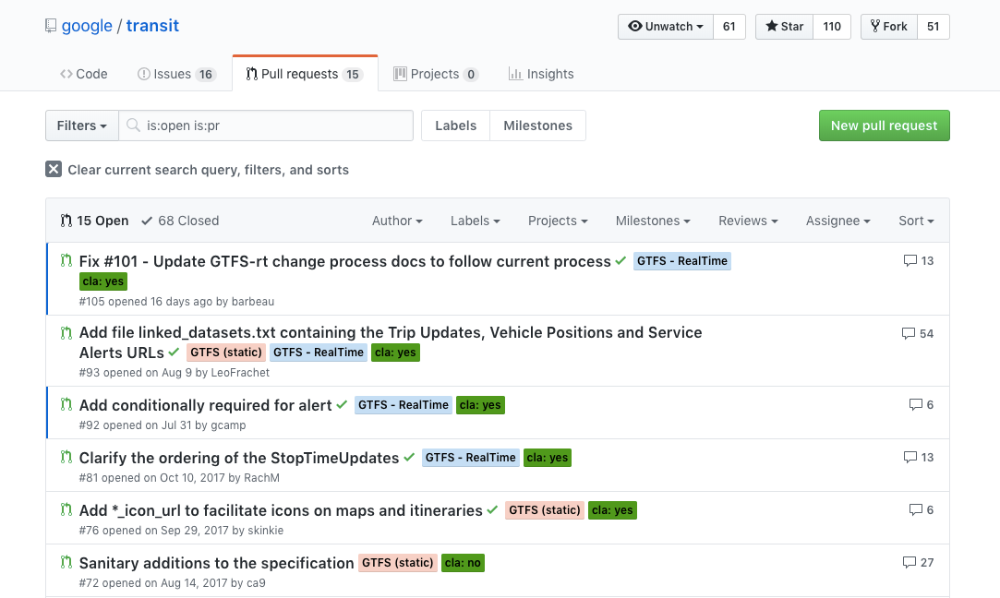 google / transit
Unwatch 61 Star 110 Fork 51
Code Issues 16 Pull requests 15 Projects 0 Insights
Filters is:open is:pr Labels Milestones New pull request
Clear current search query, filters, and sorts
15 Open 68 Closed Author Labels Projects Milestones Reviews Assignee Sort
Fix #101 - Update GTFS-rt change process docs to follow current process GTFS - RealTime 13
cla: yes
#105 opened 16 days ago by barbeau
Add file linked_datasets.txt containing the Trip Updates, Vehicle Positions and Service 54
Alerts URLs GTFS (static) GTFS - RealTime cla: yes
#93 opened on Aug 9 by LeoFrachet
Add conditionally required for alert GTFS - RealTime cla: yes 6
#92 opened on Jul 31 by gcamp
Clarify the ordering of the StopTimeUpdates GTFS - RealTime cla: yes 13
#81 opened on Oct 10, 2017 by RachM
Add *_icon_url to facilitate icons on maps and itineraries GTFS (static) cla: yes 6
#76 opened on Sep 29, 2017 by skinkie
Sanitary additions to the specification GTFS (static) cla: no 27
#72 opened on Aug 14, 2017 by ca9